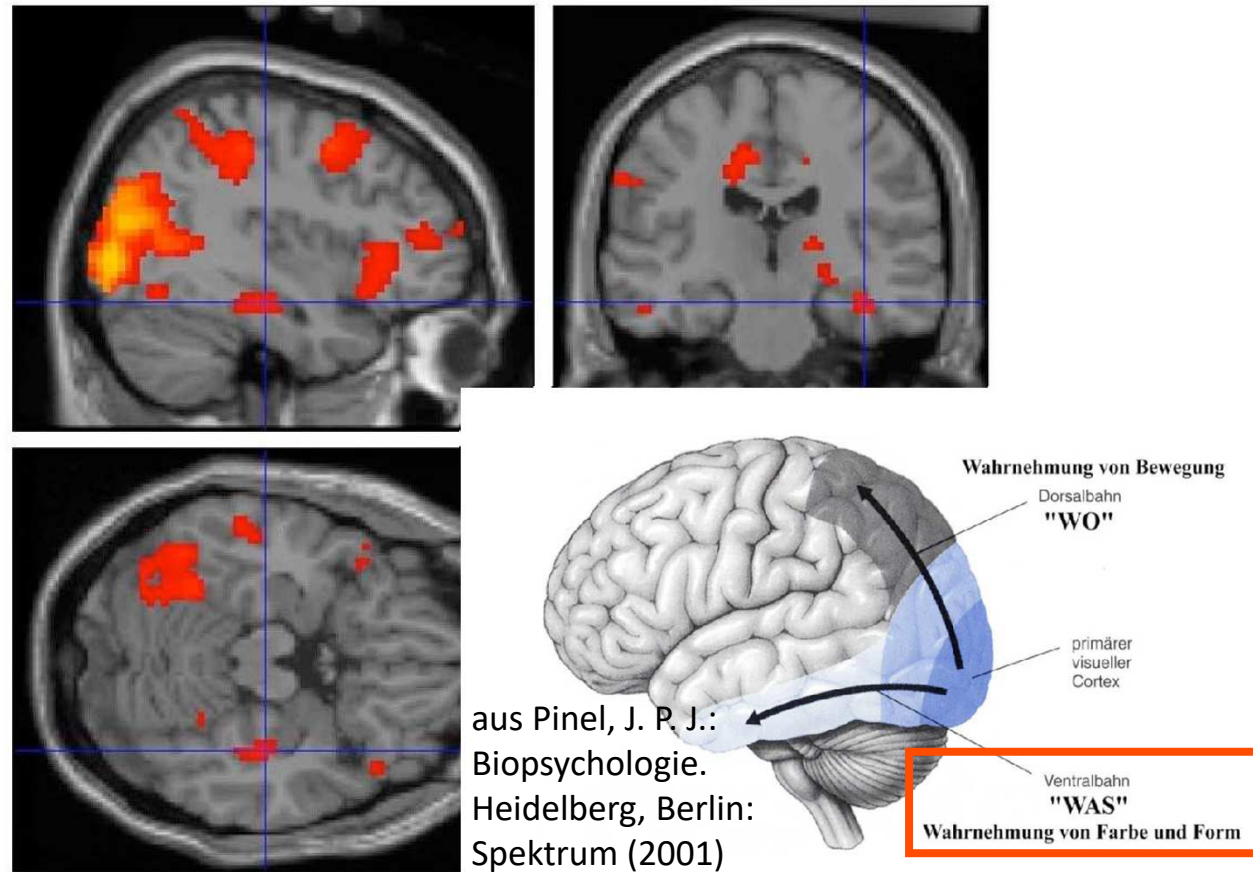 Wahrnehmung von Bewegung
Dorsalbahn
"WO"
primärer
visueller
Cortex
aus Pinel, J. P. J.:
Biopsychologie.
Heidelberg, Berlin:
Spektrum (2001)
Ventralbahn
"WAS"
Wahrnehmung von Farbe und Form